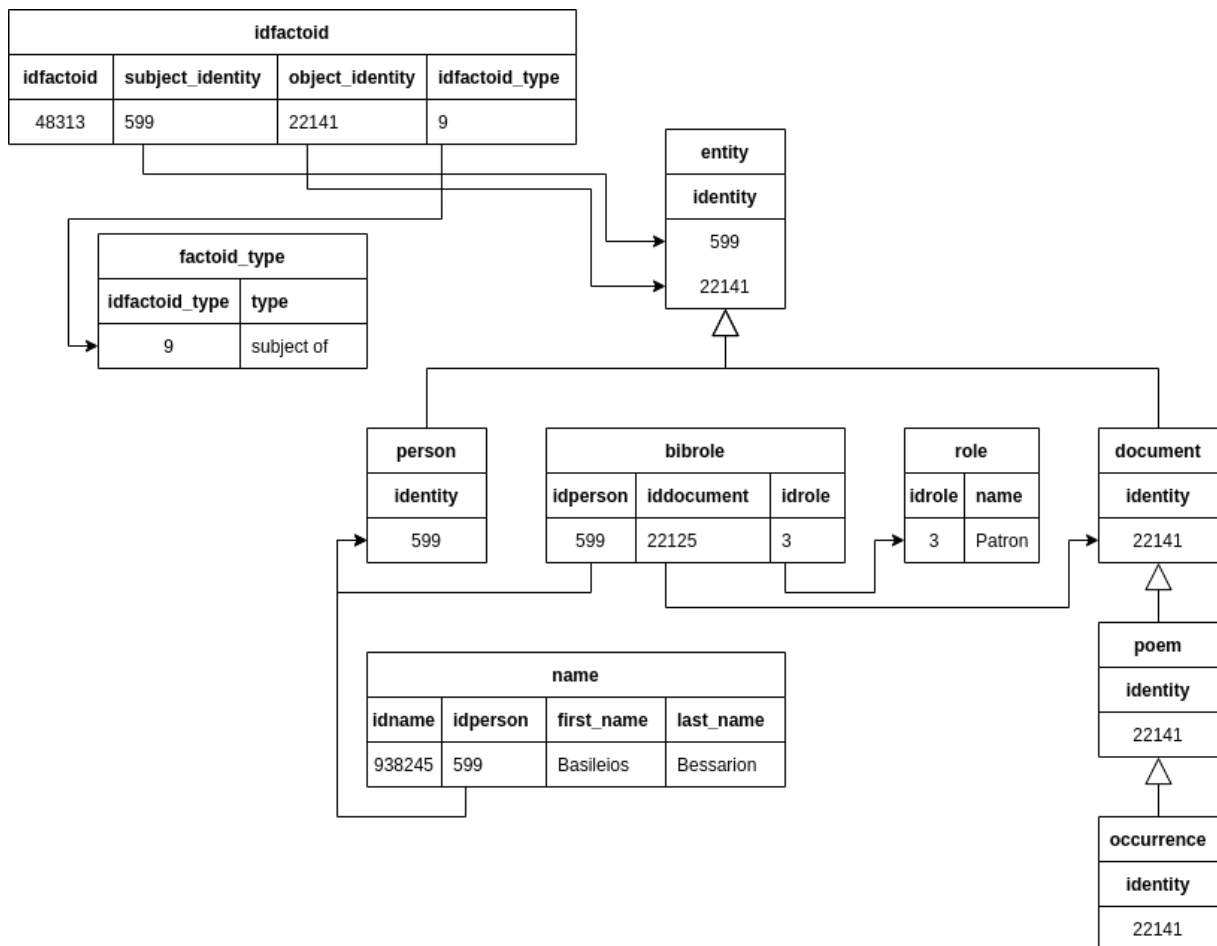 idfactoid
idfactoid subject_identity object_identity idfactoid_type
48313 599 22141 9
entity
identity
599
22141
factoid_type
idfactoid_type type
9 subject of
person
identity
599
bibrole
idperson iddocument idrole
599 22125 3
role
idrole name
3 Patron
document
identity
22141
name
idname idperson first_name last_name
938245 599 Basileios Bessarion
poem
identity
22141
occurrence
identity
22141